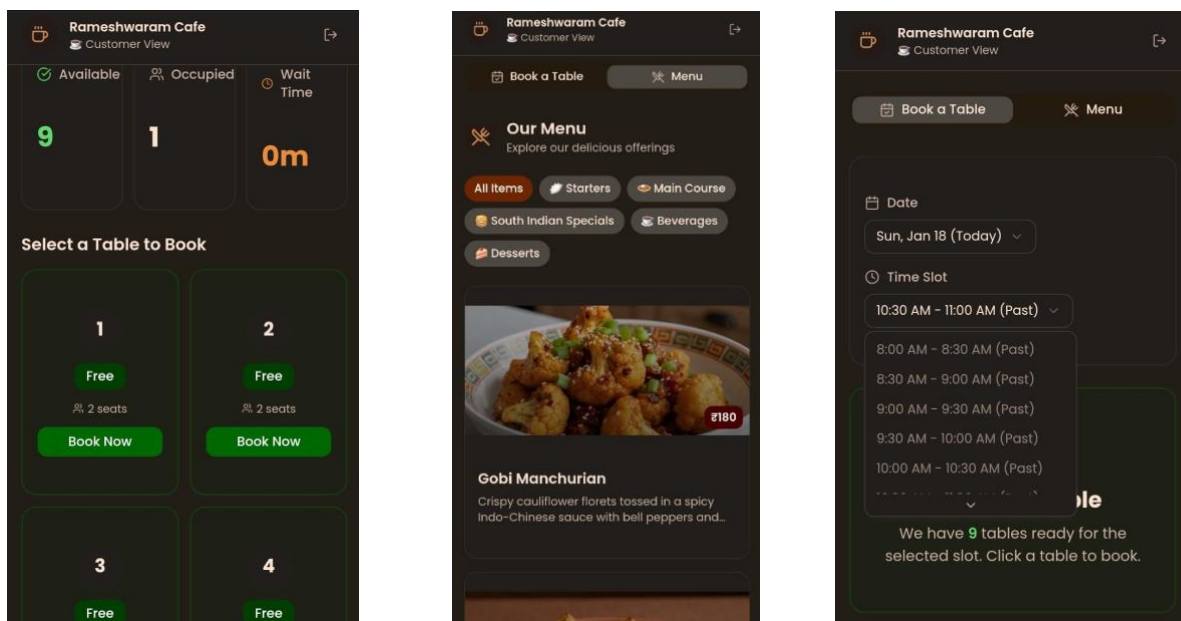 Rameshwaram Cafe
Customer View
Available
Occupied
Wait
Time
9
1
0m
Select a Table to Book
1
Free
2 seats
Book Now
2
Free
2 seats
Book Now
3
Free
4
Free
Rameshwaram Cafe
Customer View
Book a Table
Menu
Our Menu
Explore our delicious offerings
All Items
Starters
Main Course
South Indian Specials
Beverages
Desserts
₹180
Gobi Manchurian
Crispy cauliflower florets tossed in a spicy
Indo-Chinese sauce with bell peppers and...
Rameshwaram Cafe
Customer View
Book a Table
Menu
Date
Sun, Jan 18 (Today)
Time Slot
10:30 AM - 11:00 AM (Past)
8:00 AM - 8:30 AM (Past)
8:30 AM - 9:00 AM (Past)
9:00 AM - 9:30 AM (Past)
9:30 AM - 10:00 AM (Past)
10:00 AM - 10:30 AM (Past)
We have 9 tables ready for the
selected slot. Click a table to book.